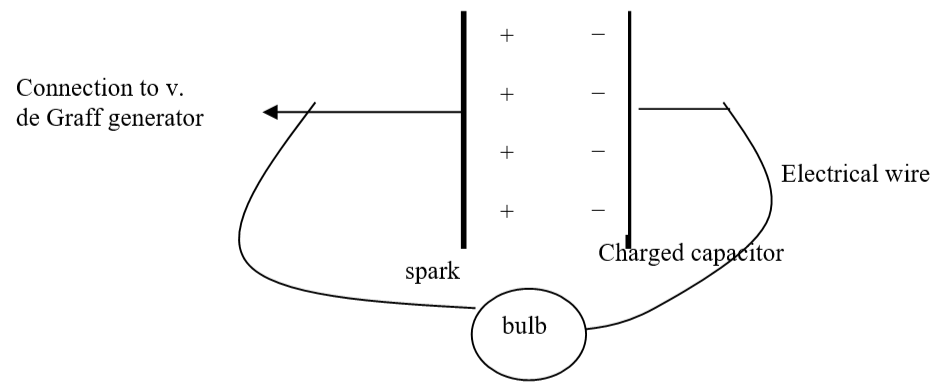 + −
Connection to v.
de Graff generator
+ −
+ −
Electrical wire
+ −
Charged capacitor
spark
bulb